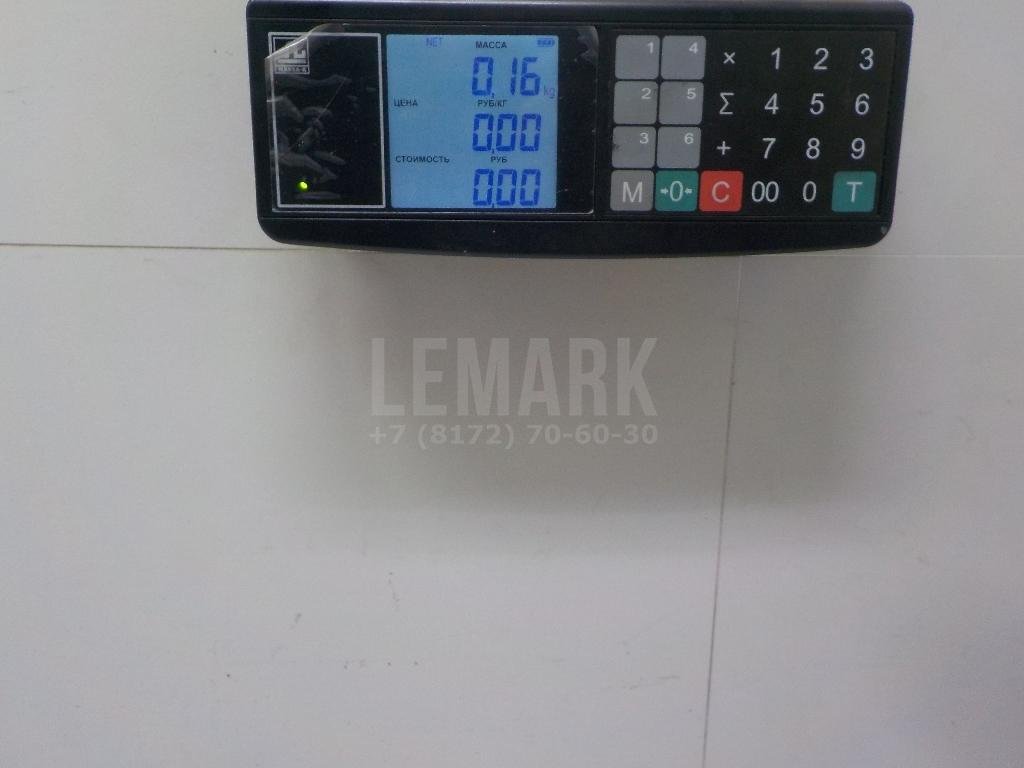 NET МАССА
0,16 kg
ЦЕНА РУБ/КГ
0,00
СТОИМОСТЬ РУБ
0,00
1 4 × 1 2 3
2 5 Σ 4 5 6
3 6 + 7 8 9
M →0← C 00 0 T
LEMARK
+7 (8172) 70-60-30